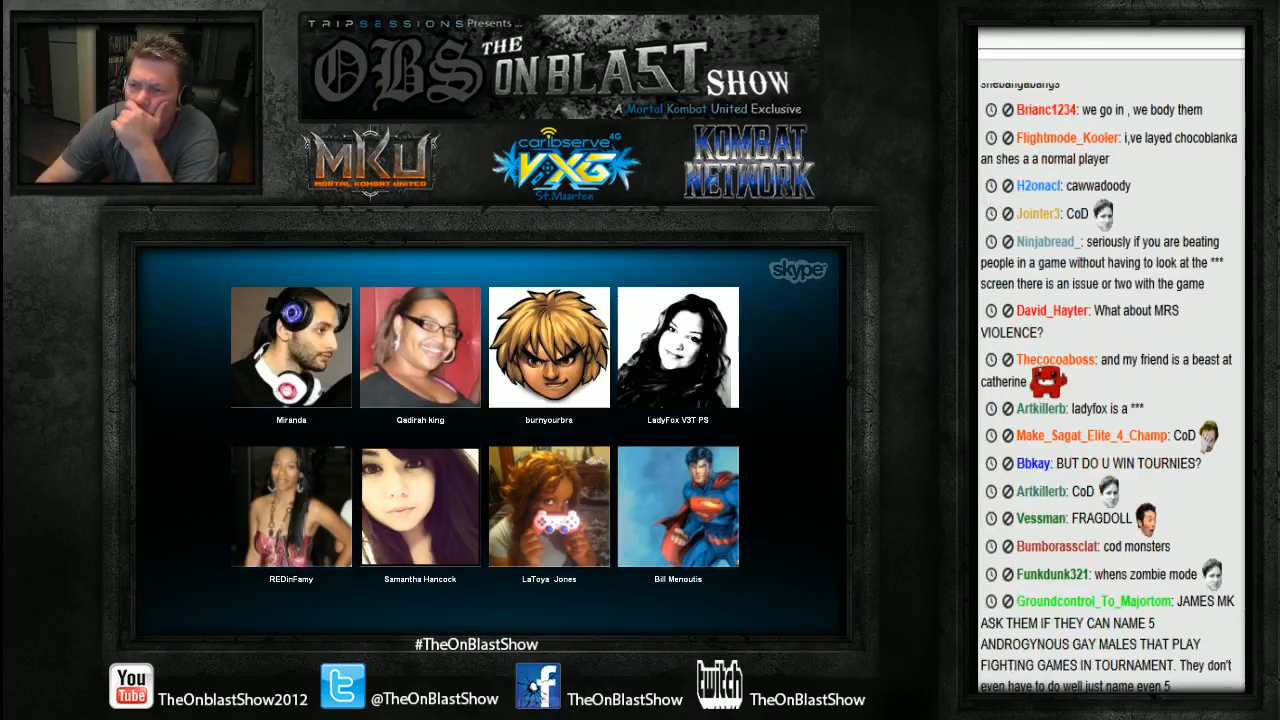 TRIPSESSIONS Presents ...
OBS THE ON BLAST SHOW
A Mortal Kombat United Exclusive
MKU
MORTAL KOMBAT UNITED
caribserve 4G
VXG
St.Maarten
KOMBAT
NETWORK
skype
Miranda
Qadirah king
burnyourbra
LadyFox V3T PS
REDinFamy
Samantha Hancock
LaToya Jones
Bill Menoutis
#TheOnBlastShow
You Tube TheOnblastShow2012
@TheOnBlastShow
TheOnBlastShow
twitch TheOnBlastShow
shebangabangs
Brianc1234: we go in , we body them
Flightmode_Kooler: i,ve layed chocoblanka
an shes a a normal player
H2onacl: cawwadoody
Jointer3: CoD
Ninjabread_: seriously if you are beating
people in a game without having to look at the ***
screen there is an issue or two with the game
David_Hayter: What about MRS
VIOLENCE?
Thecocoaboss: and my friend is a beast at
catherine
Artkillerb: ladyfox is a ***
Make_Sagat_Elite_4_Champ: CoD
Bbkay: BUT DO U WIN TOURNIES?
Artkillerb: CoD
Vessman: FRAGDOLL
Bumborassclat: cod monsters
Funkdunk321: whens zombie mode
Groundcontrol_To_Majortom: JAMES MK
ASK THEM IF THEY CAN NAME 5
ANDROGYNOUS GAY MALES THAT PLAY
FIGHTING GAMES IN TOURNAMENT. They don't
even have to do well just name even 5